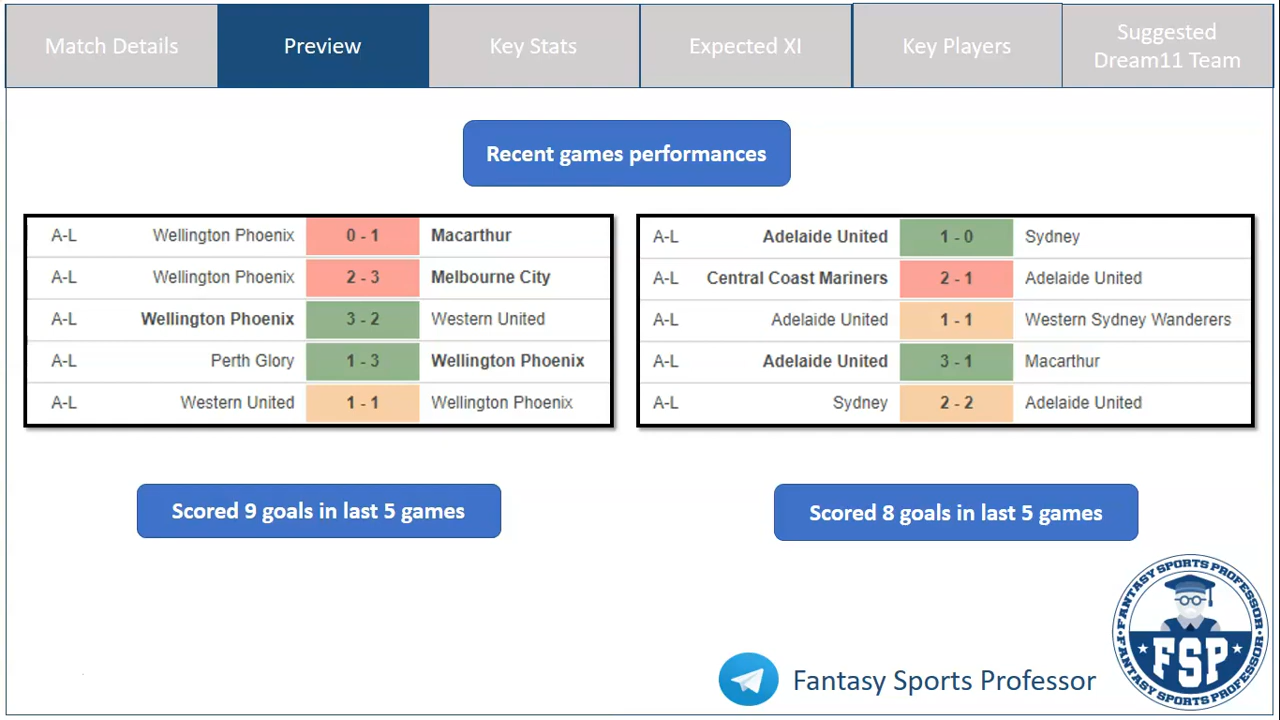 Match Details
Preview
Key Stats
Expected XI
Key Players
Suggested
Dream11 Team
Recent games performances
A-L Wellington Phoenix 0 - 1 Macarthur
A-L Wellington Phoenix 2 - 3 Melbourne City
A-L Wellington Phoenix 3 - 2 Western United
A-L Perth Glory 1 - 3 Wellington Phoenix
A-L Western United 1 - 1 Wellington Phoenix
A-L Adelaide United 1 - 0 Sydney
A-L Central Coast Mariners 2 - 1 Adelaide United
A-L Adelaide United 1 - 1 Western Sydney Wanderers
A-L Adelaide United 3 - 1 Macarthur
A-L Sydney 2 - 2 Adelaide United
Scored 9 goals in last 5 games
Scored 8 goals in last 5 games
Fantasy Sports Professor
FANTASY SPORTS PROFESSOR
FSP
FANTASY SPORTS PROFESSOR